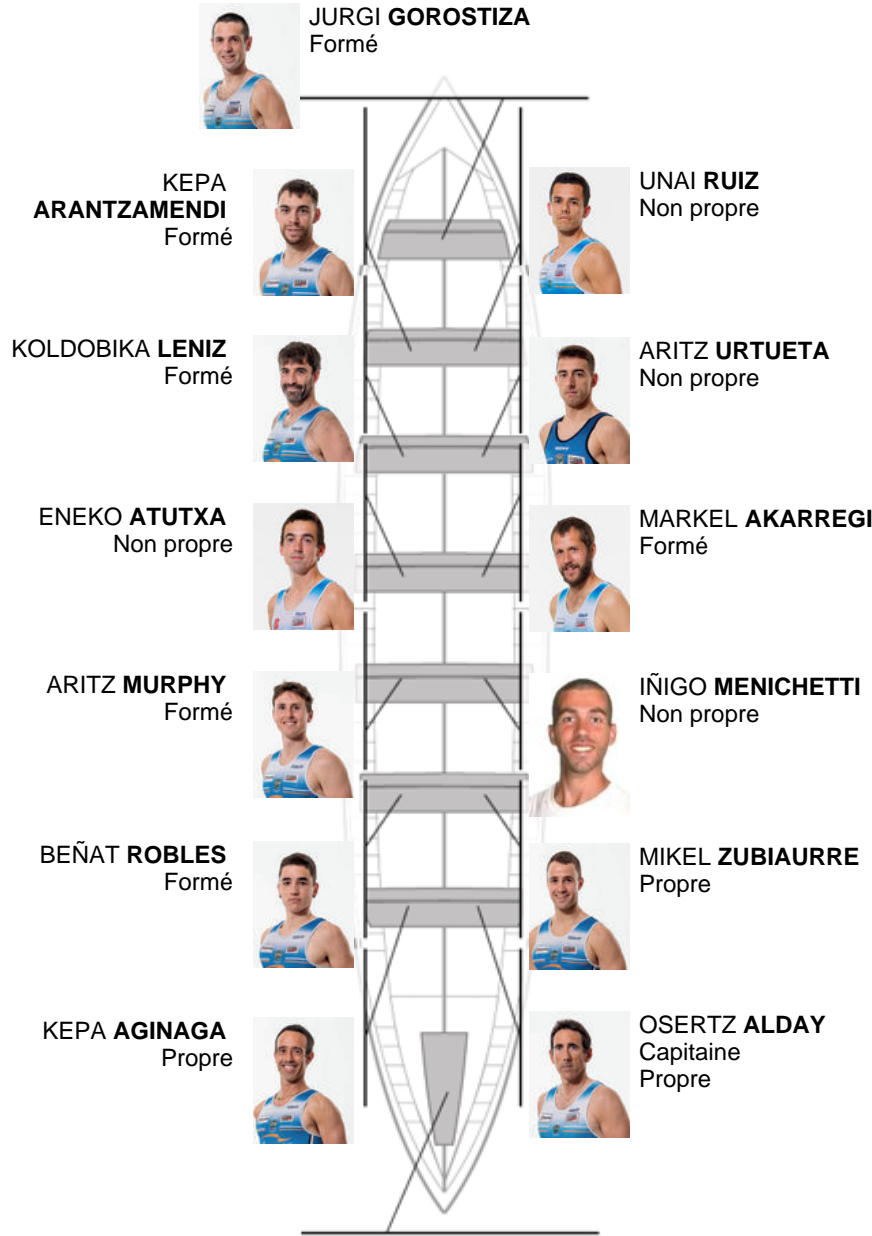 JURGI GOROSTIZA
Formé
KEPA
ARANTZAMENDI
Formé
UNAI RUIZ
Non propre
KOLDOBIKA LENIZ
Formé
ARITZ URTUETA
Non propre
ENEKO ATUTXA
Non propre
MARKEL AKARREGI
Formé
ARITZ MURPHY
Formé
IÑIGO MENICHETTI
Non propre
BEÑAT ROBLES
Formé
MIKEL ZUBIAURRE
Propre
KEPA AGINAGA
Propre
OSERTZ ALDAY
Capitaine
Propre